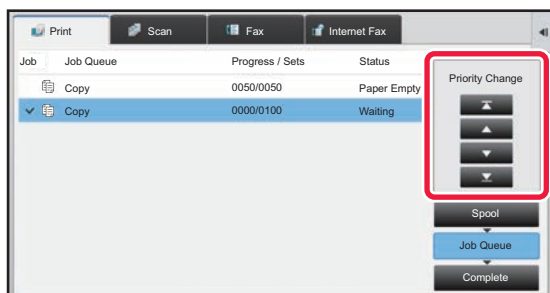 Print Scan Fax Internet Fax
Job Job Queue Progress / Sets Status
Copy 0050/0050 Paper Empty
Copy 0000/0100 Waiting
Priority Change
Spool
Job Queue
Complete